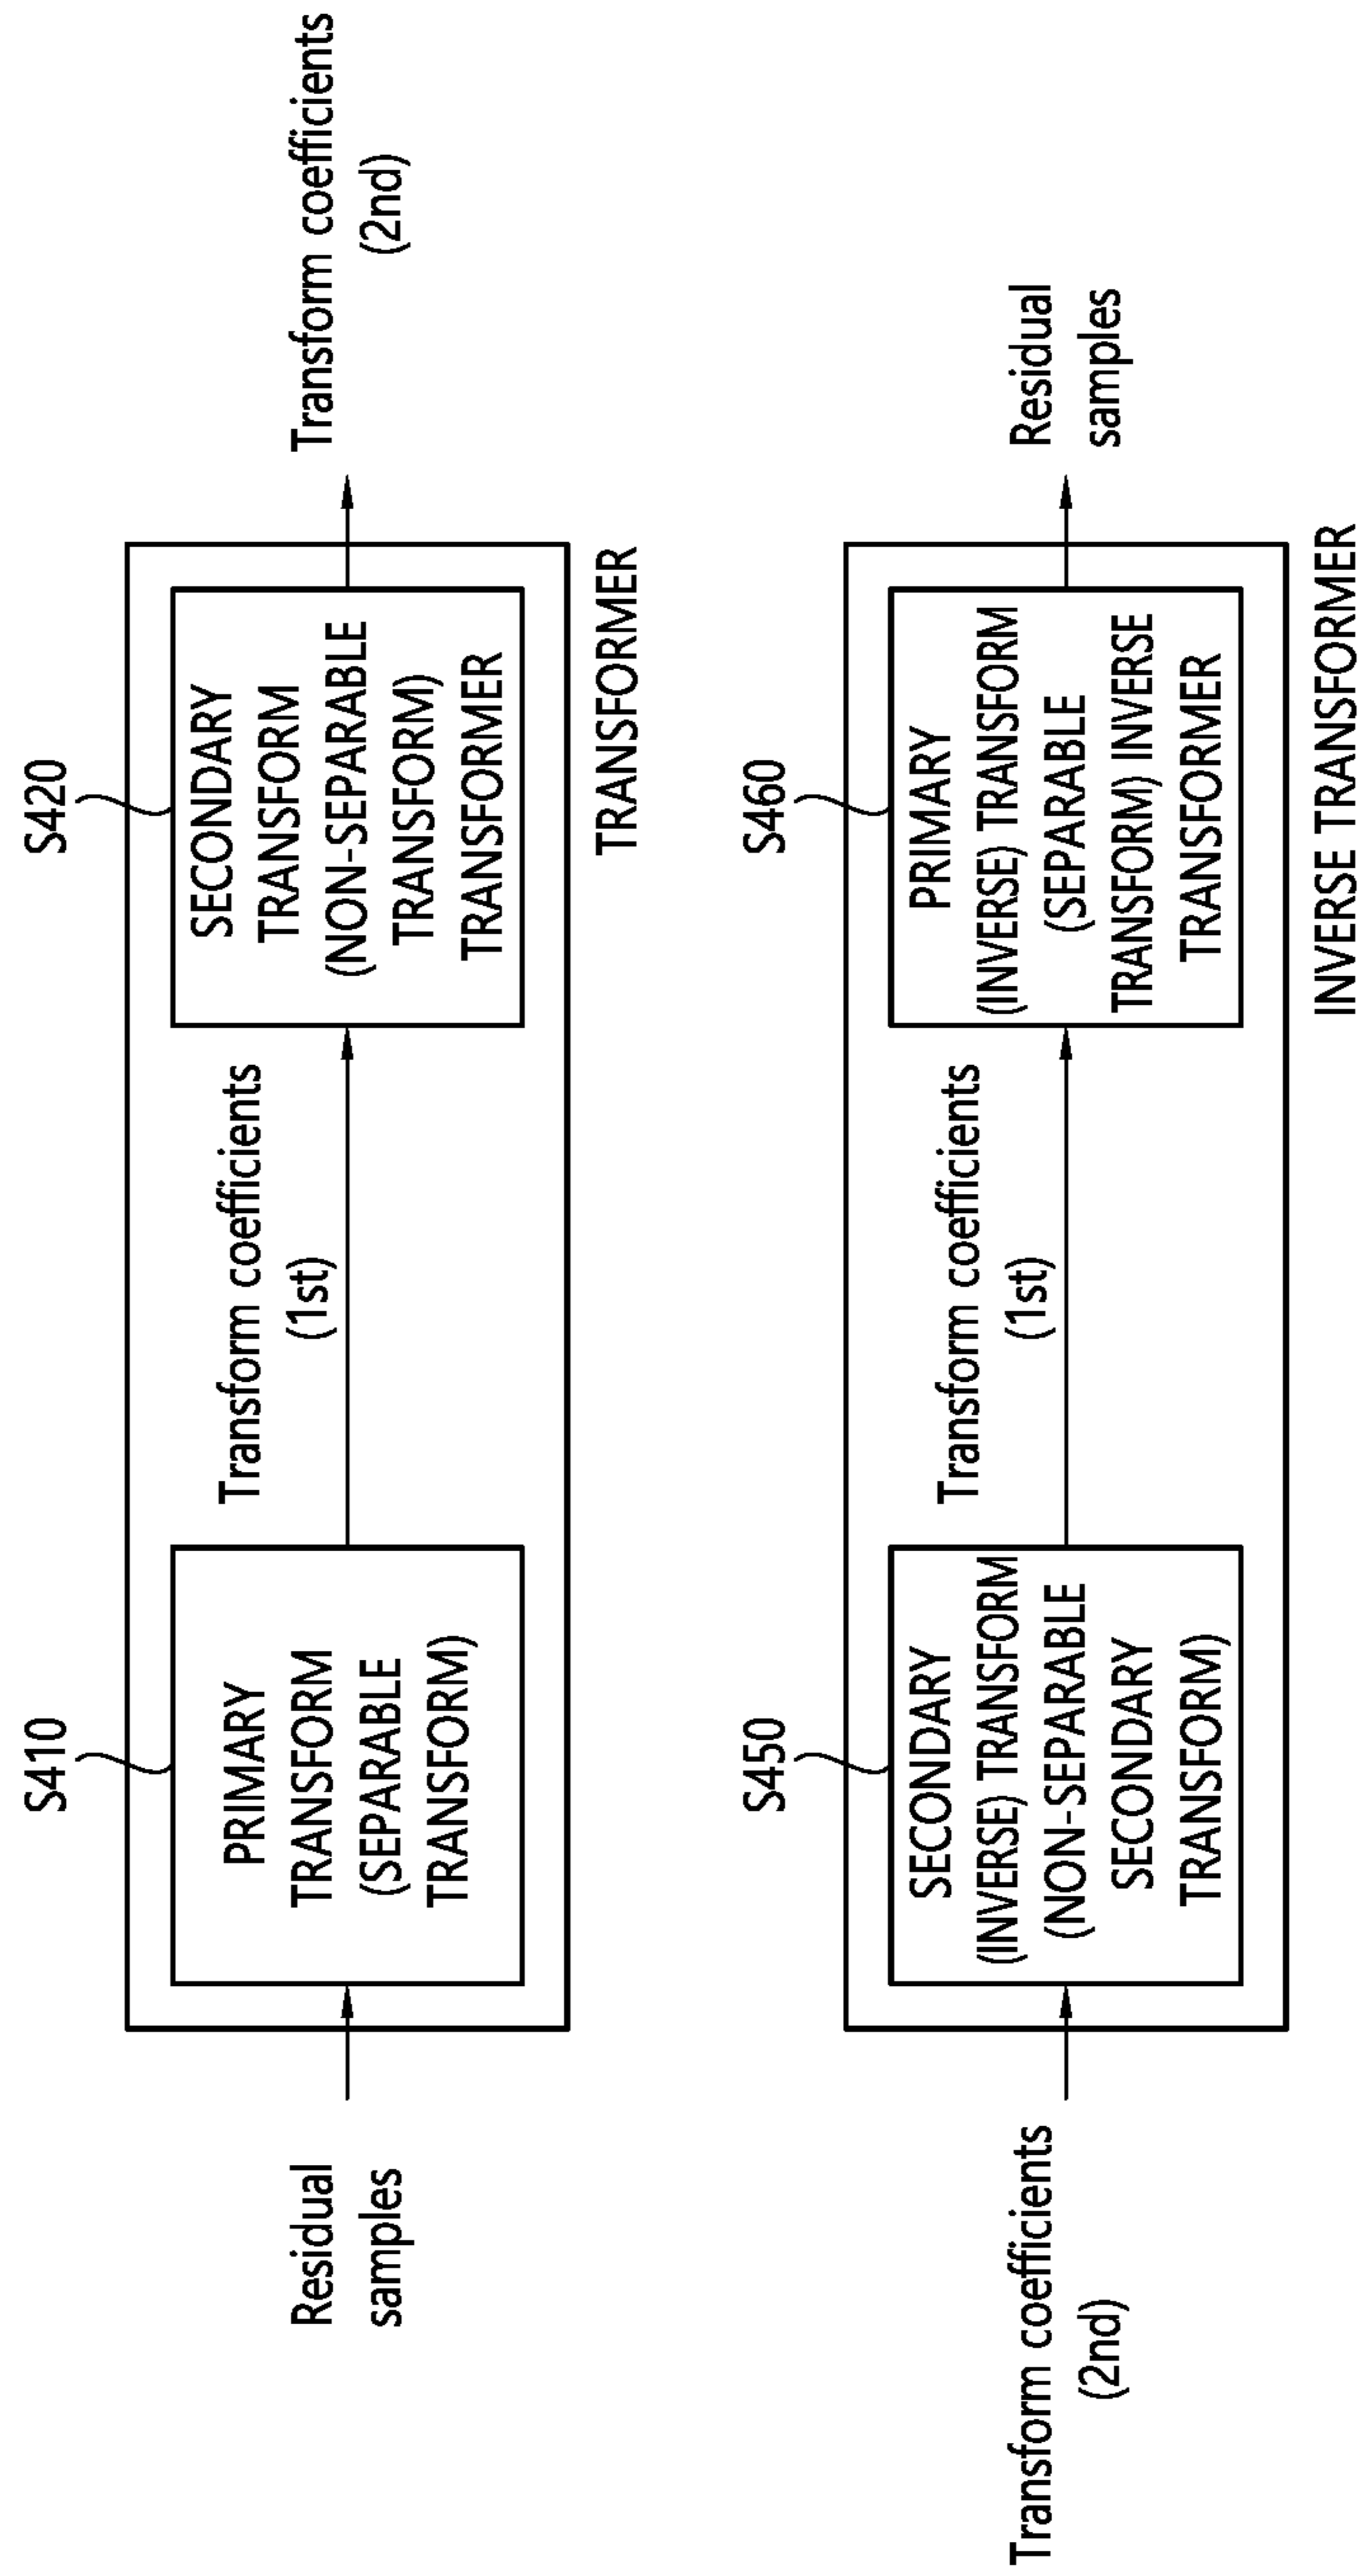 S410
S420
Residual
samples
PRIMARY
TRANSFORM
(SEPARABLE
TRANSFORM)
Transform coefficients
(1st)
SECONDARY
TRANSFORM
(NON-SEPARABLE
TRANSFORM)
TRANSFORMER
Transform coefficients
(2nd)
TRANSFORMER
S450
S460
Transform coefficients
(2nd)
SECONDARY
(INVERSE) TRANSFORM
(NON-SEPARABLE
SECONDARY
TRANSFORM)
Transform coefficients
(1st)
PRIMARY
(INVERSE) TRANSFORM
(SEPARABLE
TRANSFORM) INVERSE
TRANSFORMER
Residual
samples
INVERSE TRANSFORMER